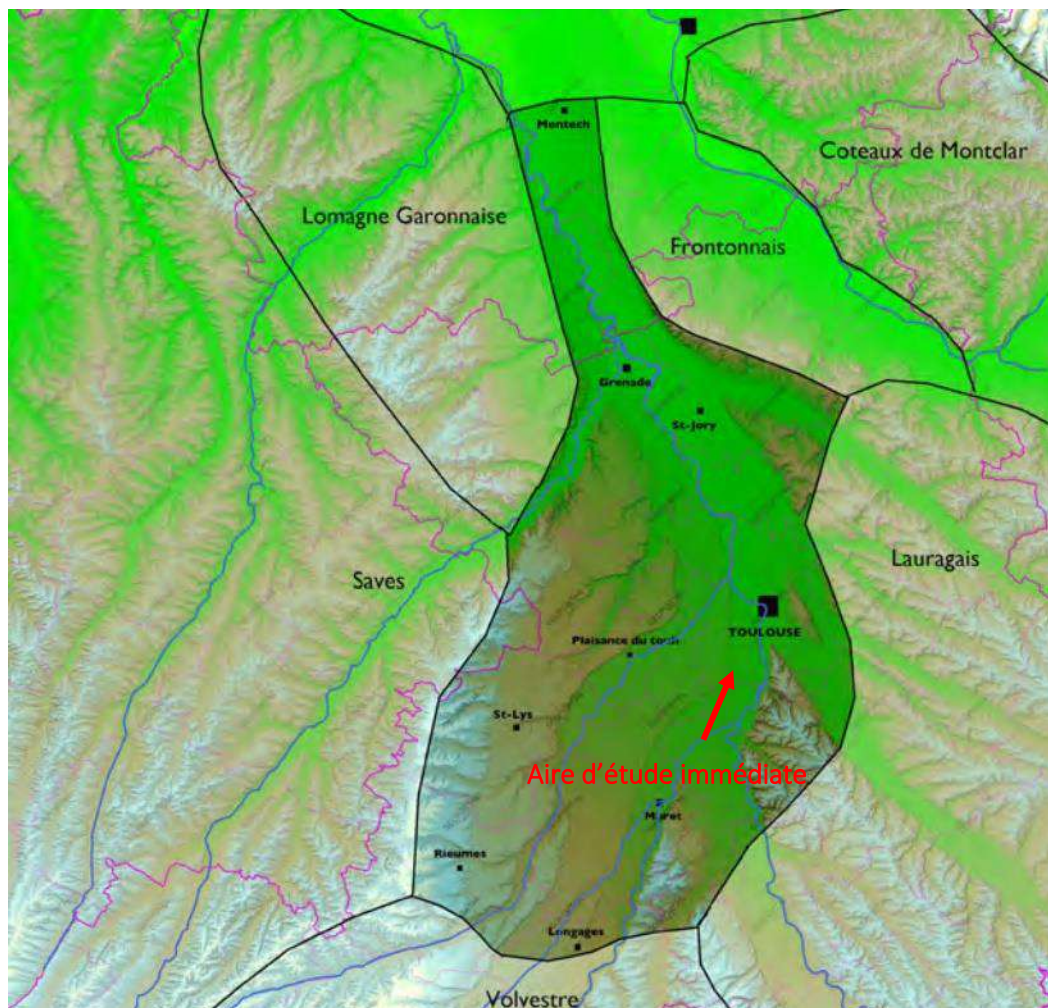 Montech
Coteaux de Montclar
Lomagne Garonnaise
Frontonnais
Grenade
St-Jory
Lauragais
Saves
TOULOUSE
Plaisance du touch
St-Lys
Aire d'étude immédiate
Muret
Rieumes
Longages
Volvestre